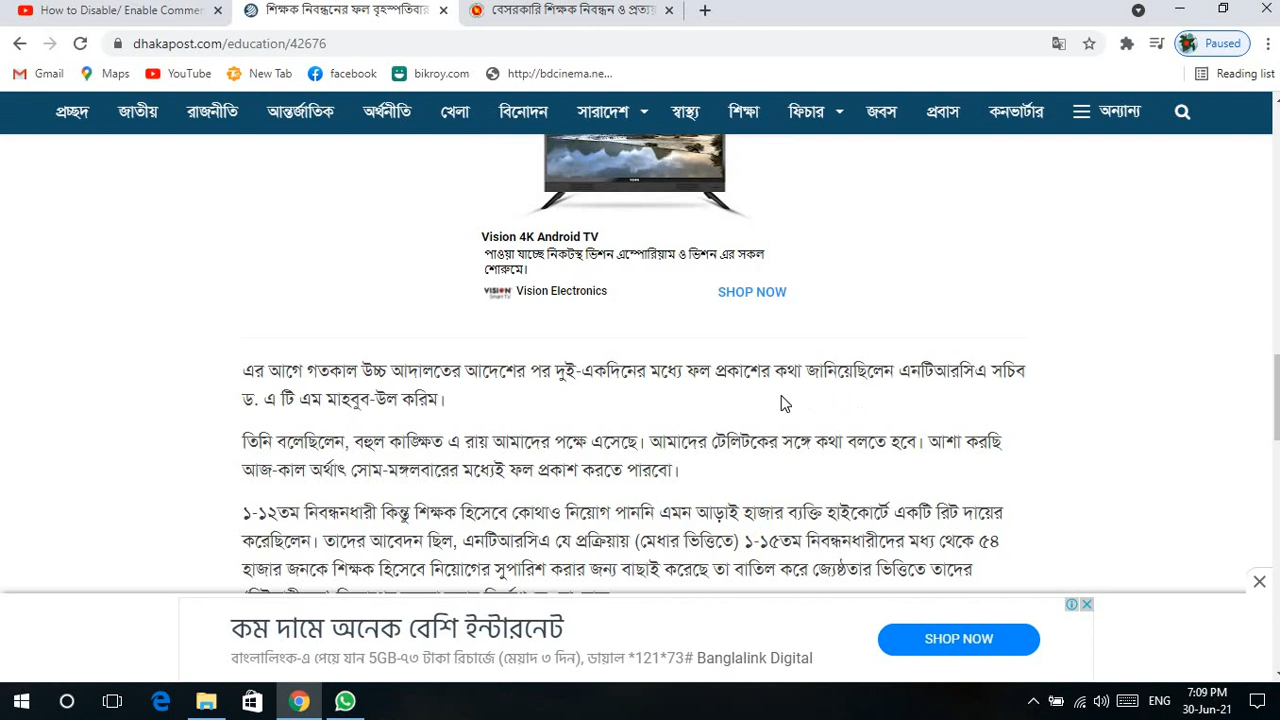 How to Disable/ Enable Commen
শিক্ষক নিবন্ধনের ফল বৃহস্পতিবার
বেসরকারি শিক্ষক নিবন্ধন ও প্রত্যয়
dhakapost.com/education/42676
Paused
Gmail Maps YouTube New Tab facebook bikroy.com http://bdcinema.ne... Reading list
প্রচ্ছদ জাতীয় রাজনীতি আন্তর্জাতিক অর্থনীতি খেলা বিনোদন সারাদেশ স্বাস্থ্য শিক্ষা ফিচার জবস প্রবাস কনভার্টার অন্যান্য
Vision 4K Android TV
পাওয়া যাচ্ছে নিকটস্থ ভিশন এম্পোরিয়াম ও ভিশন এর সকল
শোরুমে।
VISION Smart TV Vision Electronics SHOP NOW
এর আগে গতকাল উচ্চ আদালতের আদেশের পর দুই-একদিনের মধ্যে ফল প্রকাশের কথা জানিয়েছিলেন এনটিআরসিএ সচিব
ড. এ টি এম মাহবুব-উল করিম।
তিনি বলেছিলেন, বহুল কাঙ্ক্ষিত এ রায় আমাদের পক্ষে এসেছে। আমাদের টেলিটকের সঙ্গে কথা বলতে হবে। আশা করছি
আজ-কাল অর্থাৎ সোম-মঙ্গলবারের মধ্যেই ফল প্রকাশ করতে পারবো।
১-১২তম নিবন্ধনধারী কিন্তু শিক্ষক হিসেবে কোথাও নিয়োগ পাননি এমন আড়াই হাজার ব্যক্তি হাইকোর্টে একটি রিট দায়ের
করেছিলেন। তাদের আবেদন ছিল, এনটিআরসিএ যে প্রক্রিয়ায় (মেধার ভিত্তিতে) ১-১৫তম নিবন্ধনধারীদের মধ্য থেকে ৫৪
হাজার জনকে শিক্ষক হিসেবে নিয়োগের সুপারিশ করার জন্য বাছাই করেছে তা বাতিল করে জ্যেষ্ঠতার ভিত্তিতে তাদের
কম দামে অনেক বেশি ইন্টারনেট
বাংলালিংক-এ পেয়ে যান 5GB-৭৩ টাকা রিচার্জে (মেয়াদ ৩ দিন), ডায়াল *121*73# Banglalink Digital
SHOP NOW
ENG
7:09 PM
30-Jun-21